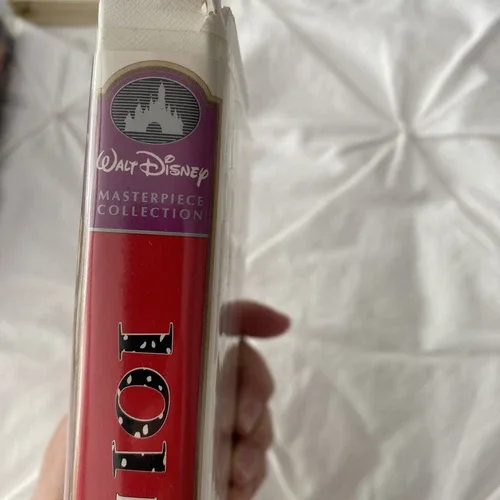 WALT DISNEY
MASTERPIECE
COLLECTION
101